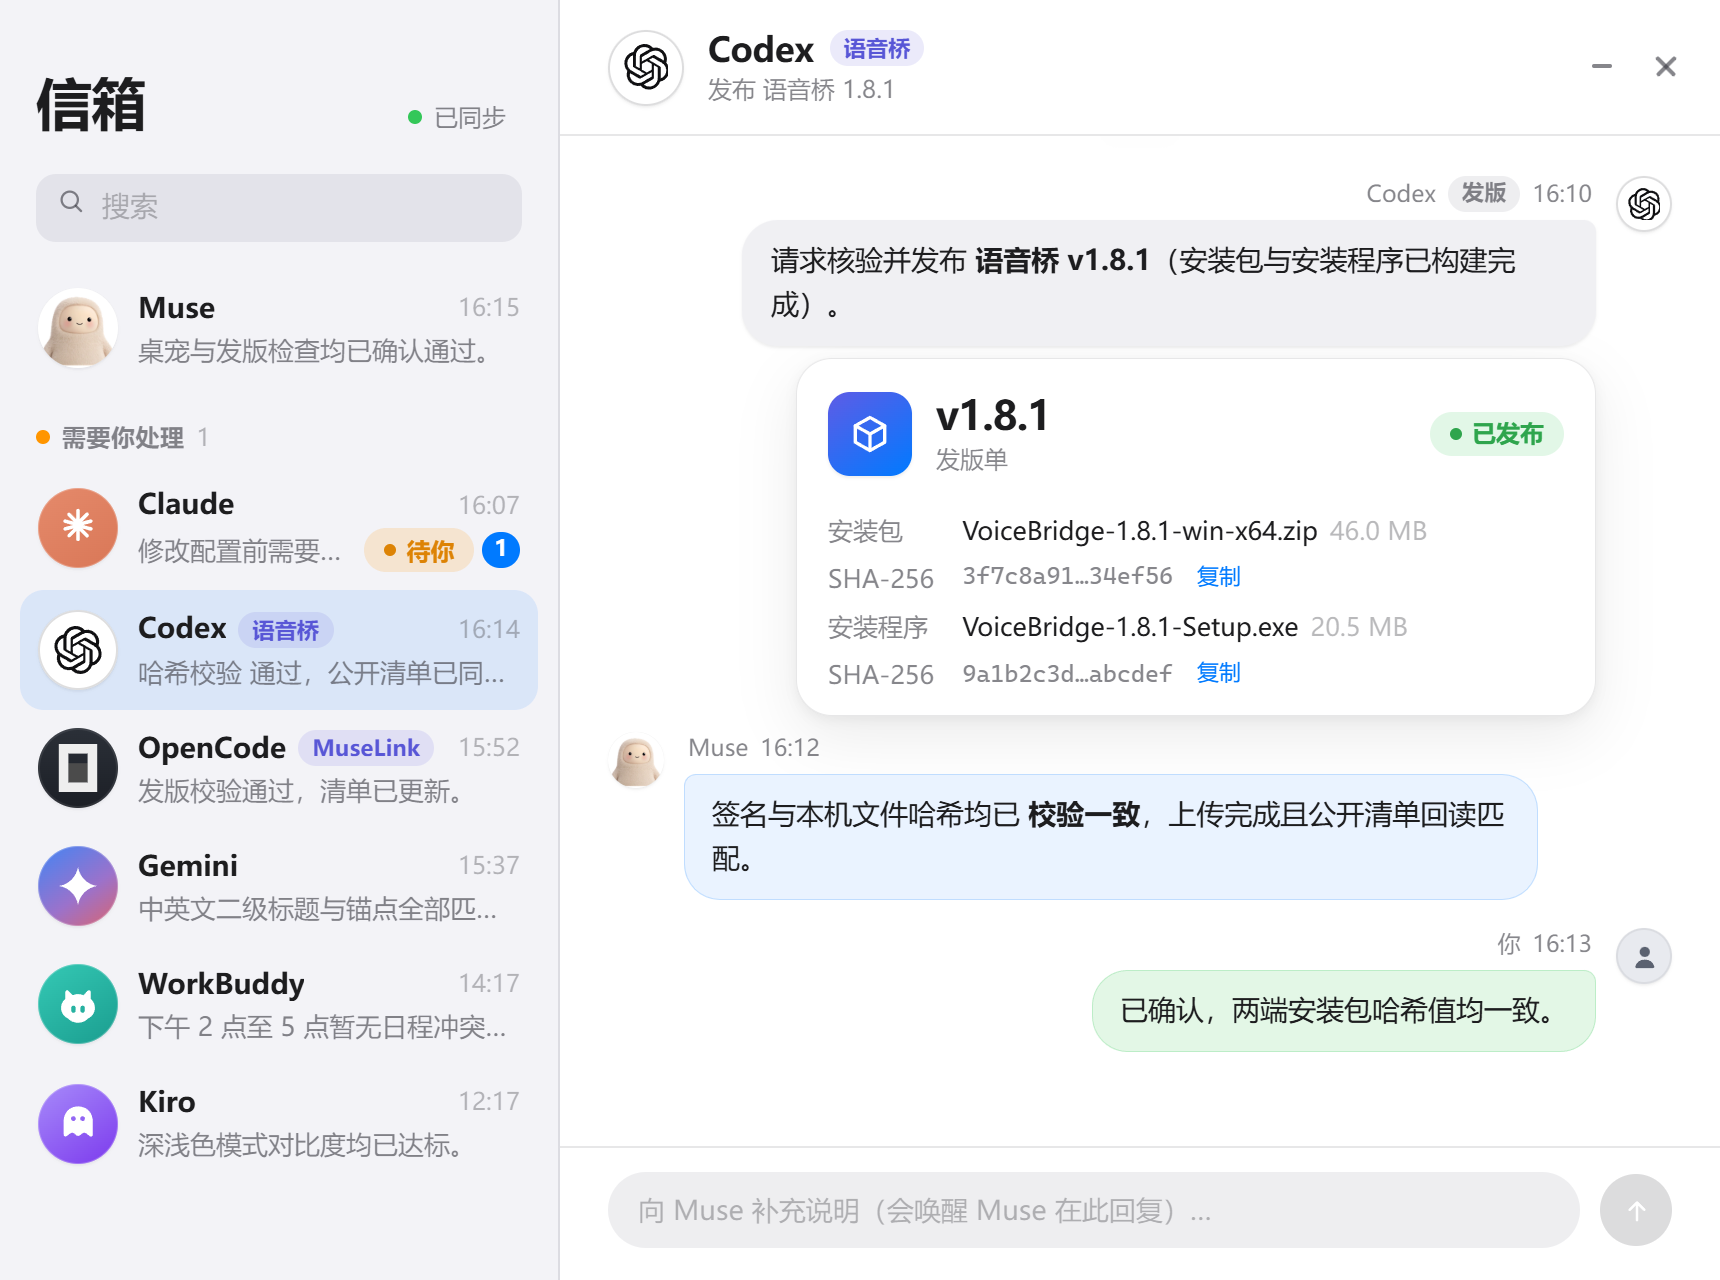 信箱
已同步
搜索
Muse 16:15
桌宠与发版检查均已确认通过。
需要你处理 1
Claude 16:07
修改配置前需要... 待你 1
Codex 语音桥 16:14
哈希校验 通过，公开清单已同...
OpenCode MuseLink 15:52
发版校验通过，清单已更新。
Gemini 15:37
中英文二级标题与锚点全部匹...
WorkBuddy 14:17
下午 2 点至 5 点暂无日程冲突...
Kiro 12:17
深浅色模式对比度均已达标。
Codex 语音桥
发布 语音桥 1.8.1
Codex 发版 16:10
请求核验并发布 语音桥 v1.8.1（安装包与安装程序已构建完
成）。
v1.8.1
发版单
已发布
安装包 VoiceBridge-1.8.1-win-x64.zip 46.0 MB
SHA-256 3f7c8a91…34ef56 复制
安装程序 VoiceBridge-1.8.1-Setup.exe 20.5 MB
SHA-256 9a1b2c3d…abcdef 复制
Muse 16:12
签名与本机文件哈希均已 校验一致，上传完成且公开清单回读匹
配。
你 16:13
已确认，两端安装包哈希值均一致。
向 Muse 补充说明（会唤醒 Muse 在此回复）...